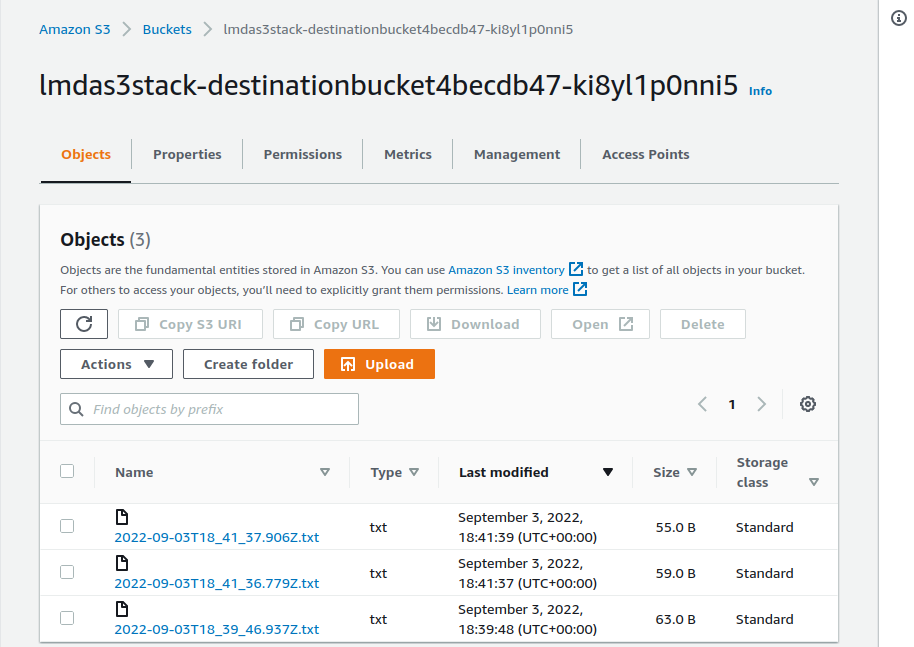 Amazon S3 > Buckets > lmdas3stack-destinationbucket4becdb47-ki8yl1p0nni5
lmdas3stack-destinationbucket4becdb47-ki8yl1p0nni5 Info
Objects Properties Permissions Metrics Management Access Points
Objects (3)
Objects are the fundamental entities stored in Amazon S3. You can use Amazon S3 inventory to get a list of all objects in your bucket.
For others to access your objects, you'll need to explicitly grant them permissions. Learn more
Copy S3 URI Copy URL Download Open Delete
Actions Create folder Upload
Find objects by prefix 1
Name Type Last modified Size Storage
class
2022-09-03T18_41_37.906Z.txt txt September 3, 2022, 55.0 B Standard
18:41:39 (UTC+00:00)
2022-09-03T18_41_36.779Z.txt txt September 3, 2022, 59.0 B Standard
18:41:37 (UTC+00:00)
2022-09-03T18_39_46.937Z.txt txt September 3, 2022, 63.0 B Standard
18:39:48 (UTC+00:00)